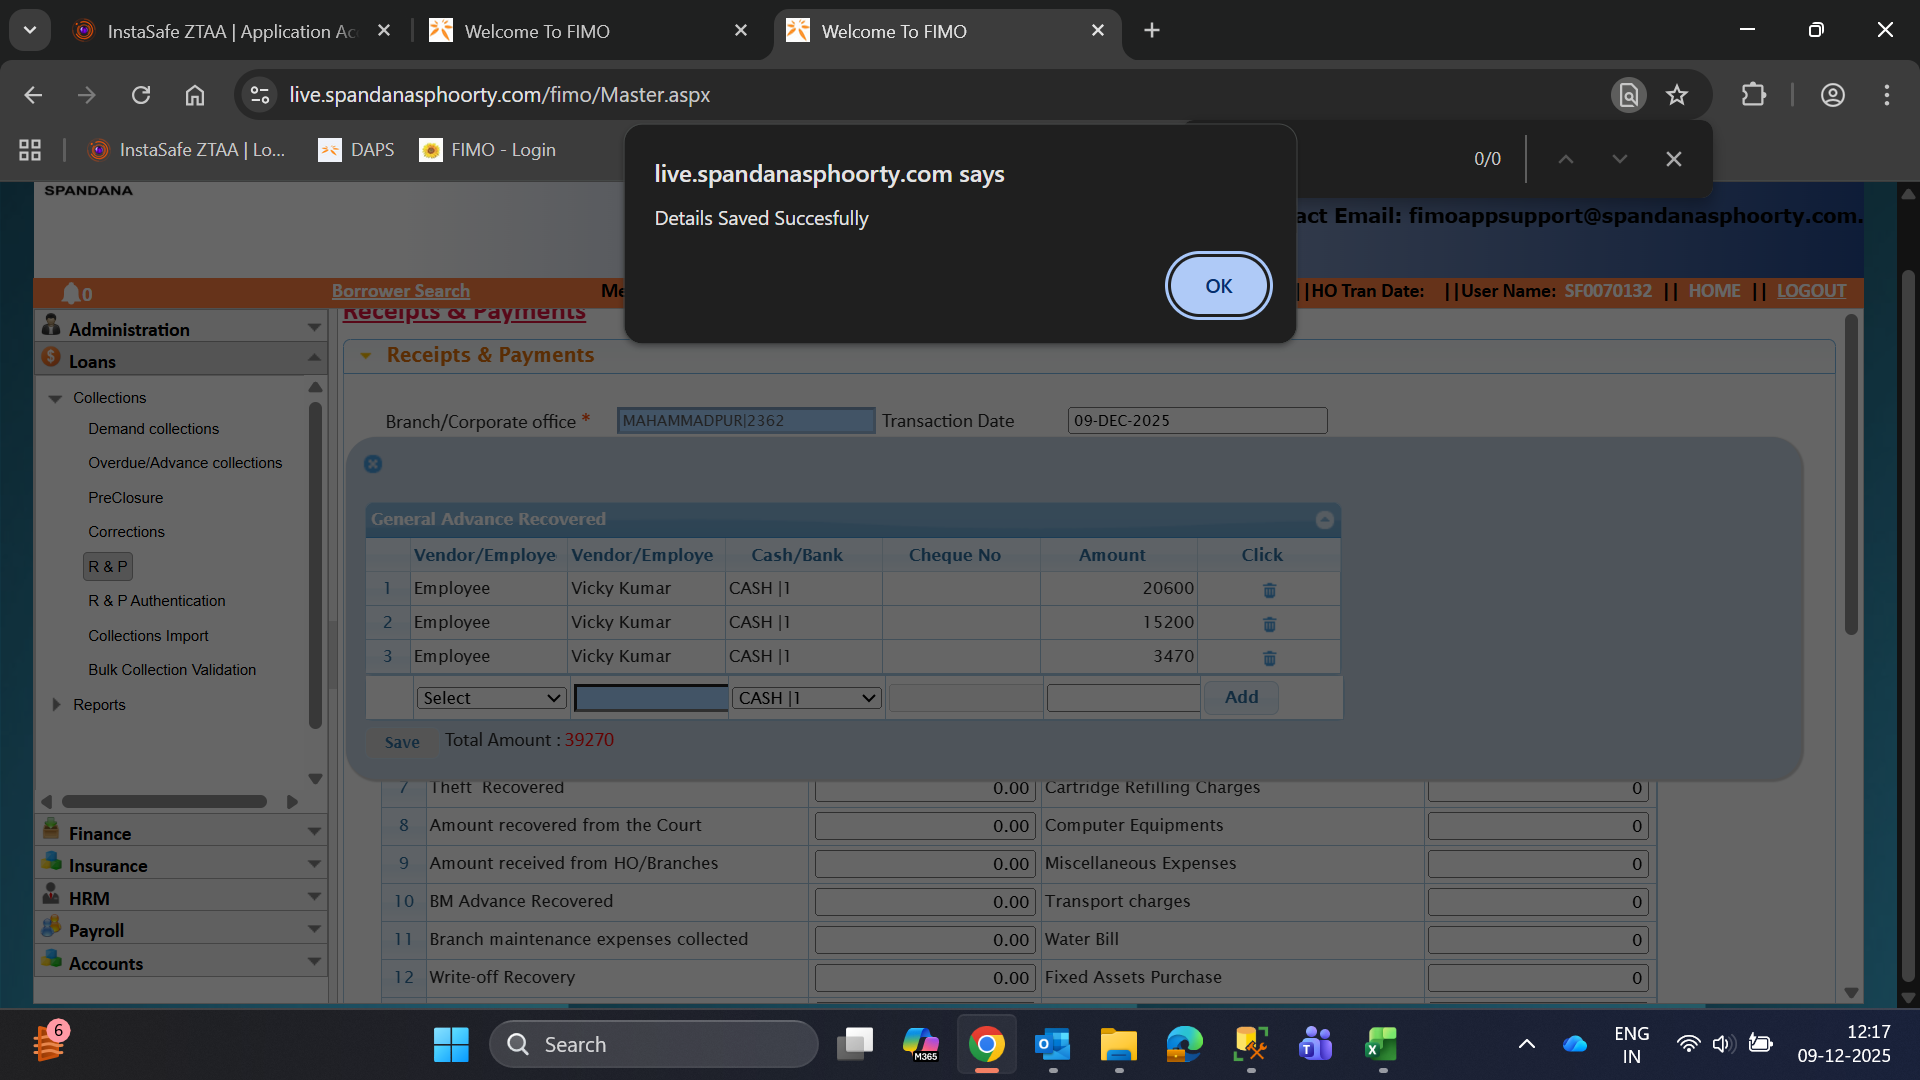 InstaSafe ZTAA | Application Ac
Welcome To FIMO
Welcome To FIMO
live.spandanasphoorty.com/fimo/Master.aspx
InstaSafe ZTAA | Lo...
DAPS
FIMO - Login
0/0
live.spandanasphoorty.com says
Details Saved Succesfully
OK
SPANDANA
act Email: fimoappsupport@spandanasphoorty.com.
0
Borrower Search
Me
||HO Tran Date: ||User Name: SF0070132 || HOME || LOGOUT
Administration
Loans
Collections
Demand collections
Overdue/Advance collections
PreClosure
Corrections
R & P
R & P Authentication
Collections Import
Bulk Collection Validation
Reports
Finance
Insurance
HRM
Payroll
Accounts
Receipts & Payments
Receipts & Payments
Branch/Corporate office * MAHAMMADPUR|2362 Transaction Date 09-DEC-2025
General Advance Recovered
Vendor/Employe Vendor/Employe Cash/Bank Cheque No Amount Click
1 Employee Vicky Kumar CASH |1 20600
2 Employee Vicky Kumar CASH |1 15200
3 Employee Vicky Kumar CASH |1 3470
Select CASH |1 Add
Save Total Amount : 39270
7 Theft Recovered 0.00 Cartridge Refilling Charges 0
8 Amount recovered from the Court 0.00 Computer Equipments 0
9 Amount received from HO/Branches 0.00 Miscellaneous Expenses 0
10 BM Advance Recovered 0.00 Transport charges 0
11 Branch maintenance expenses collected 0.00 Water Bill 0
12 Write-off Recovery 0.00 Fixed Assets Purchase 0
6
Search
M365
ENG
IN
12:17
09-12-2025